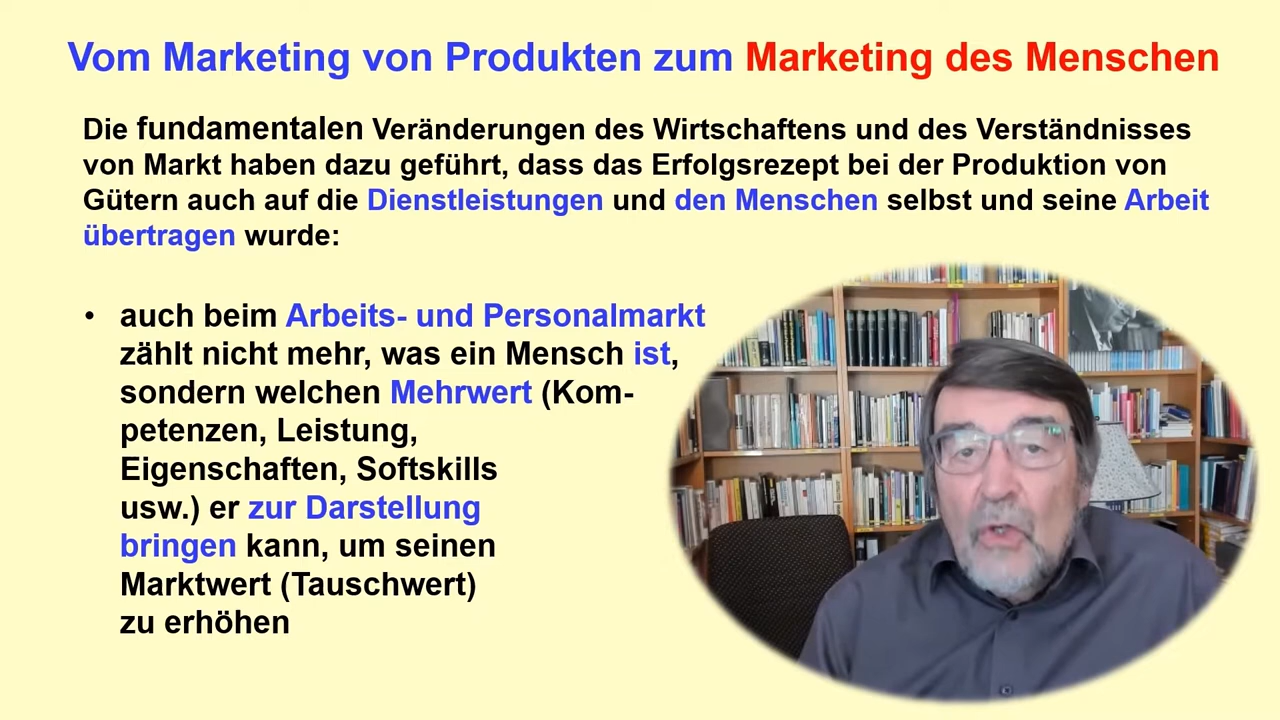 Vom Marketing von Produkten zum Marketing des Menschen
Die fundamentalen Veränderungen des Wirtschaftens und des Verständnisses
von Markt haben dazu geführt, dass das Erfolgsrezept bei der Produktion von
Gütern auch auf die Dienstleistungen und den Menschen selbst und seine Arbeit
übertragen wurde:
• auch beim Arbeits- und Personalmarkt
zählt nicht mehr, was ein Mensch ist,
sondern welchen Mehrwert (Kom-
petenzen, Leistung,
Eigenschaften, Softskills
usw.) er zur Darstellung
bringen kann, um seinen
Marktwert (Tauschwert)
zu erhöhen